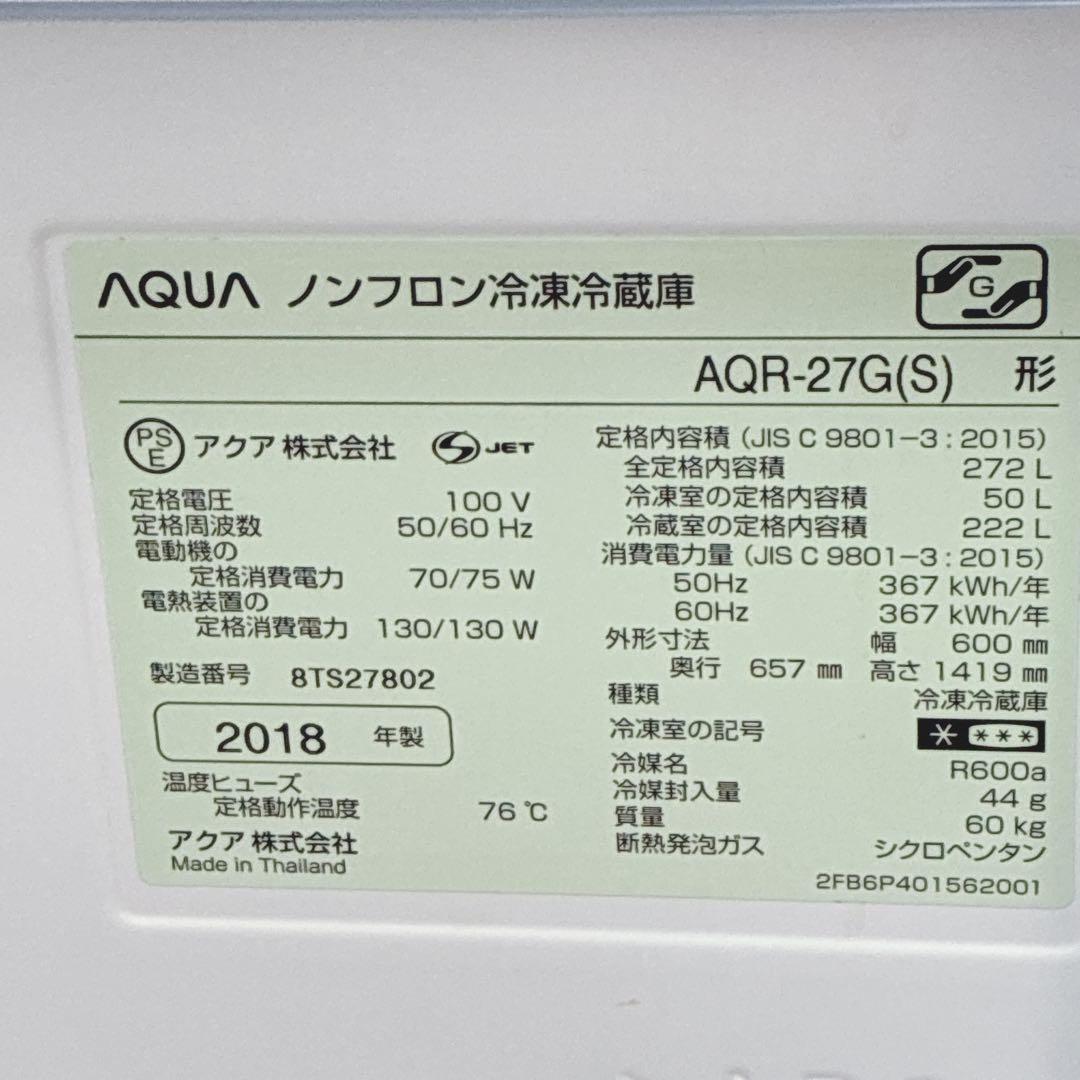 AQUA ノンフロン冷凍冷蔵庫
G
AQR-27G(S) 形
PSE アクア 株式会社 S JET
定格電圧 100 V
定格周波数 50/60 Hz
電動機の
定格消費電力 70/75 W
電熱装置の
定格消費電力 130/130 W
製造番号 8TS27802
2018 年製
温度ヒューズ
定格動作温度 76 ℃
アクア 株式会社
Made in Thailand
定格内容積 (JIS C 9801-3 : 2015)
全定格内容積 272 L
冷凍室の定格内容積 50 L
冷蔵室の定格内容積 222 L
消費電力量 (JIS C 9801-3 : 2015)
50Hz 367 kWh/年
60Hz 367 kWh/年
外形寸法 幅 600 ㎜
奥行 657 ㎜ 高さ 1419 ㎜
種類 冷凍冷蔵庫
冷凍室の記号 * ***
冷媒名 R600a
冷媒封入量 44 g
質量 60 kg
断熱発泡ガス シクロペンタン
2FB6P401562001